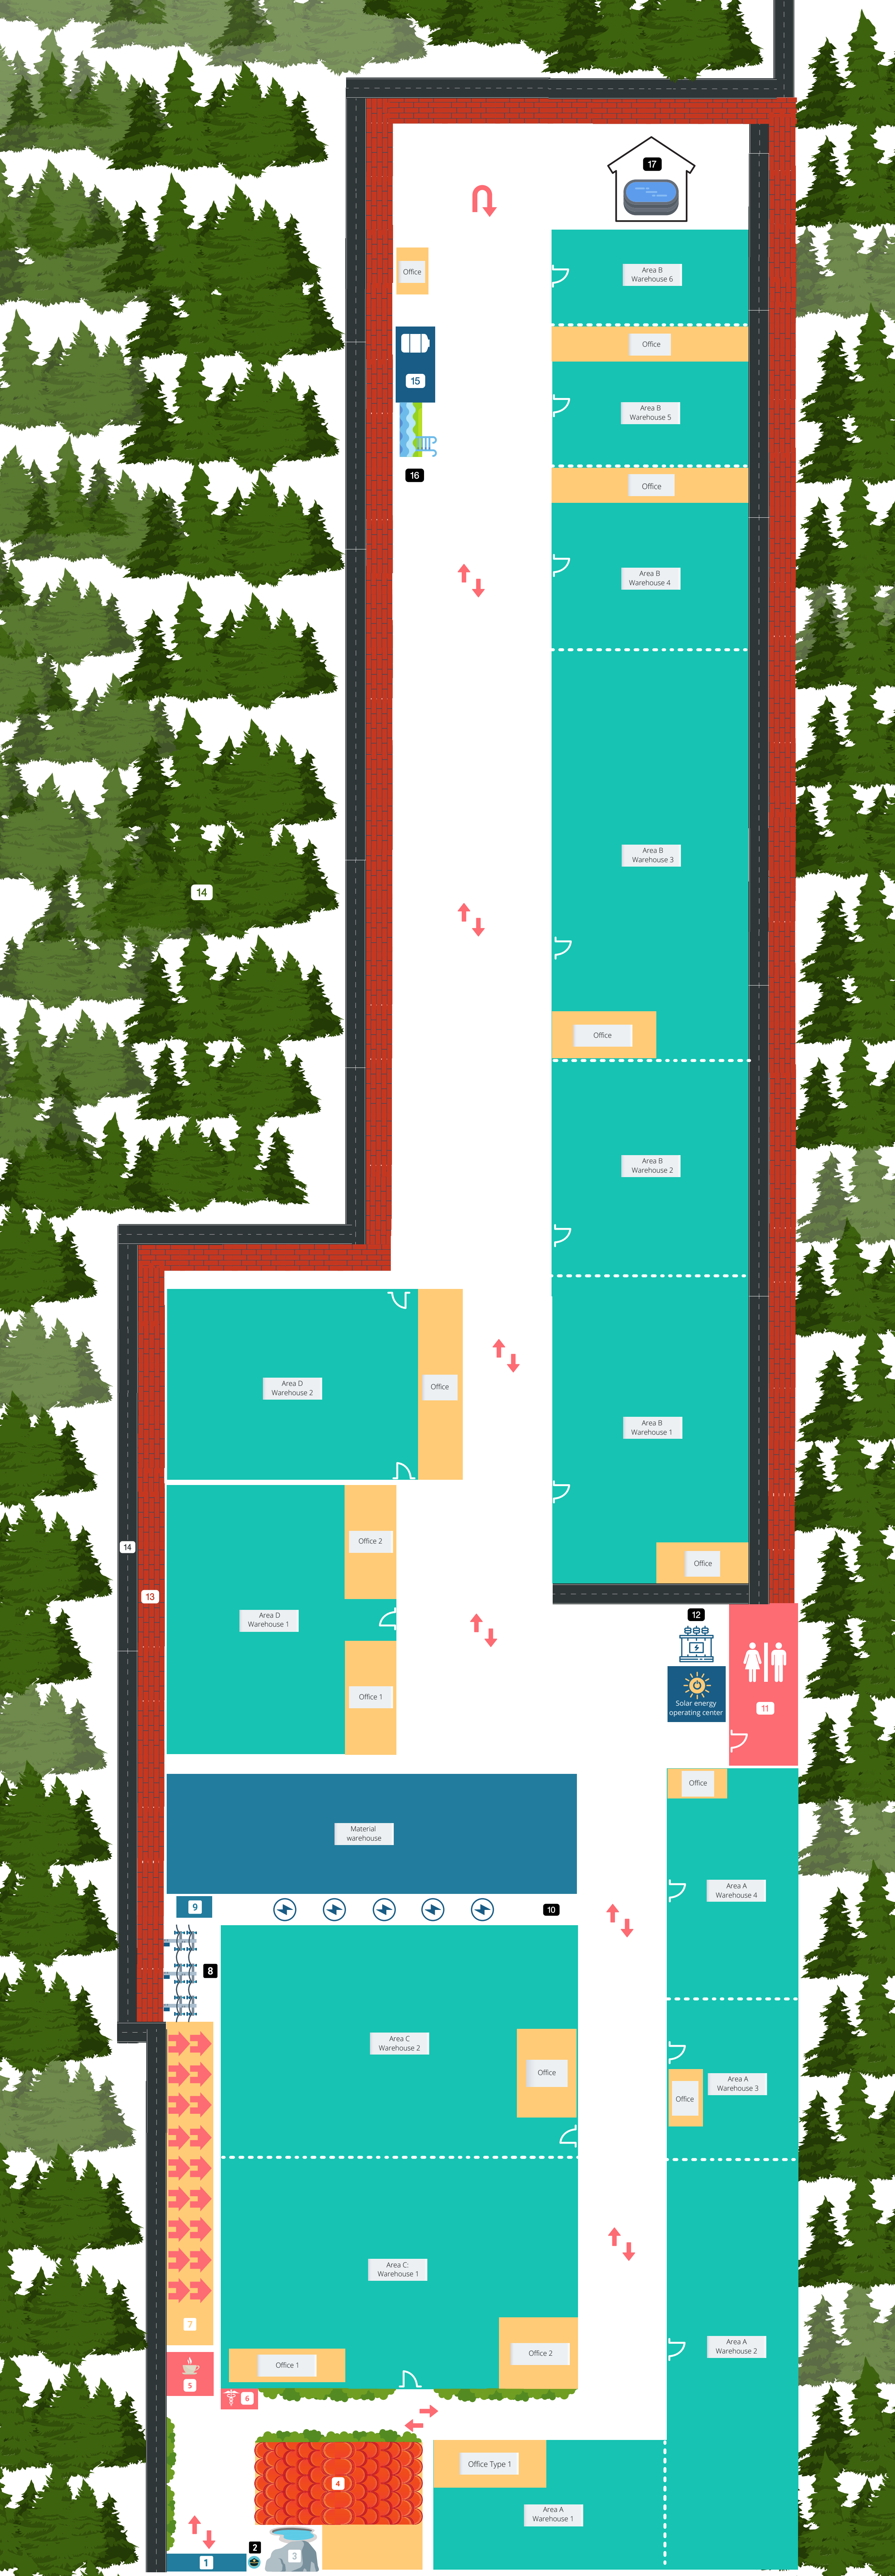 17
Area B
Warehouse 6
Office
Office
15
Area B
Warehouse 5
16
Office
Area B
Warehouse 4
Area B
Warehouse 3
14
Office
Area B
Warehouse 2
Area D
Warehouse 2
Office
Area B
Warehouse 1
Office 2
14
Office
13
Area D
Warehouse 1
12
Office 1
Solar energy
operating center
11
Office
Material
warehouse
Area A
Warehouse 4
9
10
8
Area C
Warehouse 2
Office
Area A
Warehouse 3
Office
Area C:
Warehouse 1
7
Area A
Warehouse 2
Office 1
Office 2
5
6
Office Type 1
4
Area A
Warehouse 1
2
3
1